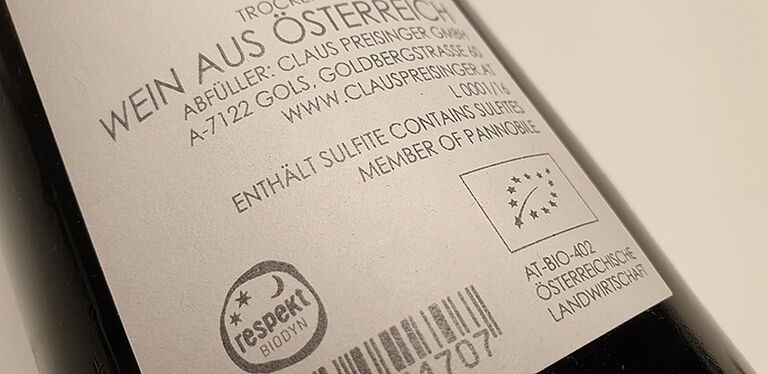 WEIN AUS ÖSTERREICH
ABFÜLLER: CLAUS PREISINGER GMBH
A-7122 GOLS, GOLDBERGSTRASSE 60
WWW.CLAUSPREISINGER.AT
L0001/16
ENTHÄLT SULFITE CONTAINS SULFITES
MEMBER OF PANNOBILE
AT-BIO-402
ÖSTERREICHISCHE
LANDWIRTSCHAFT
respekt
BIODYN